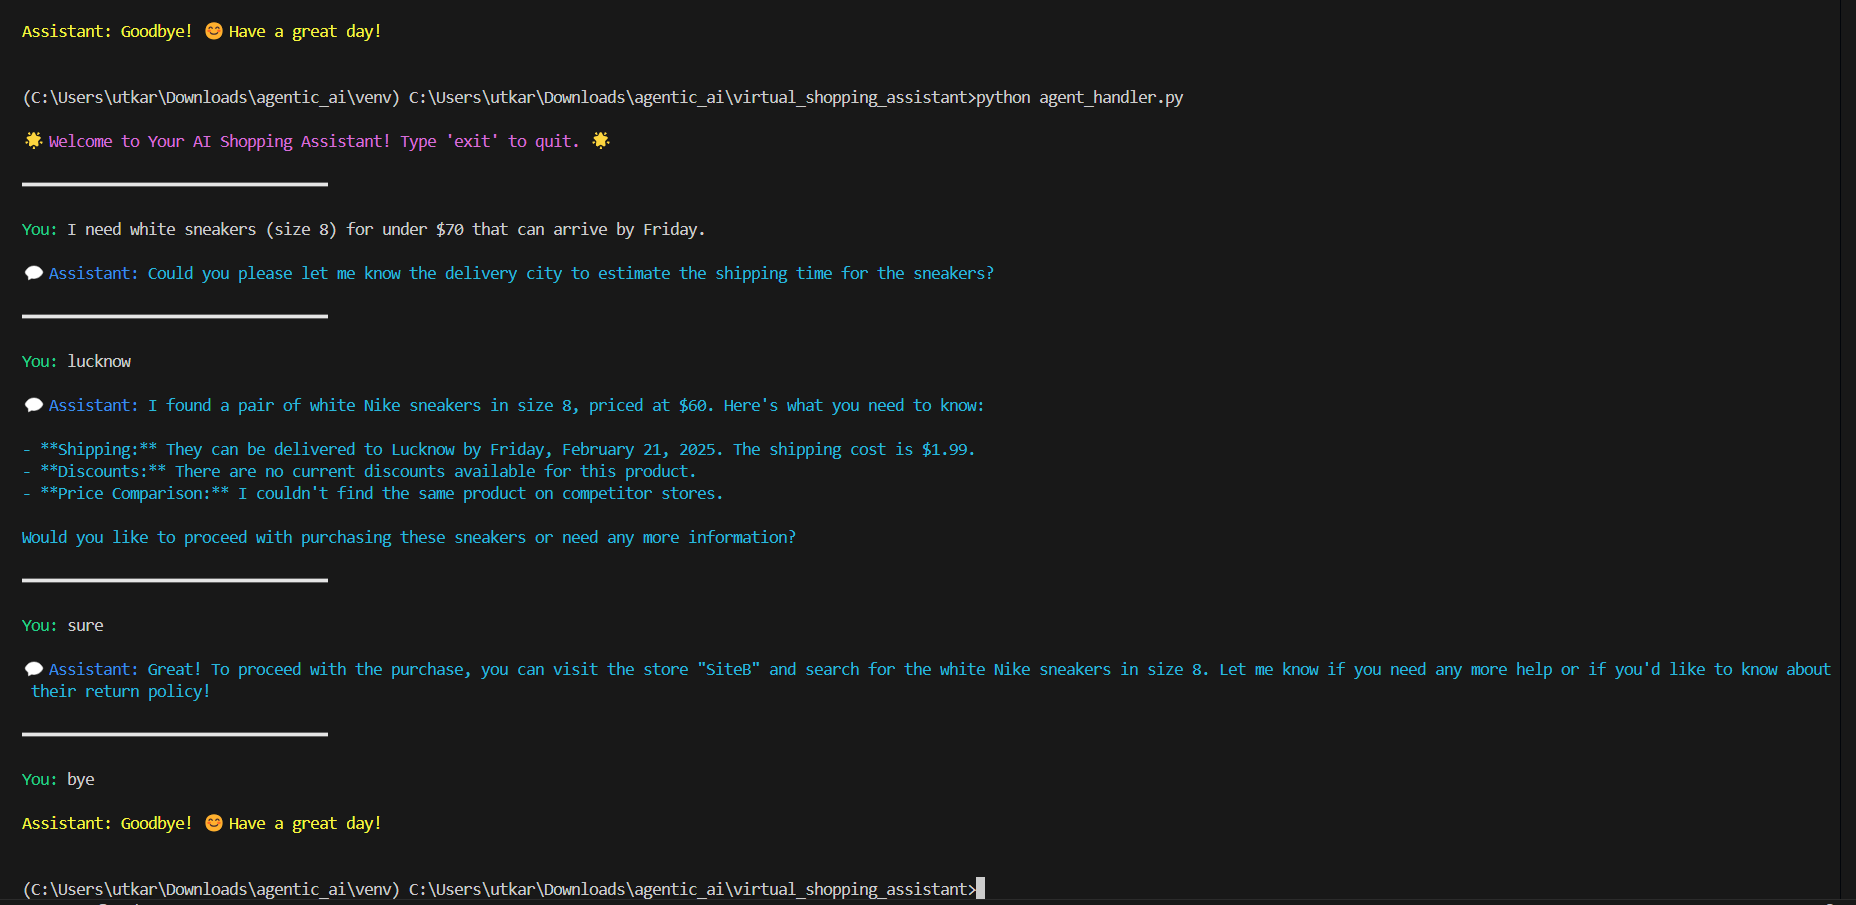 Assistant: Goodbye! 😊 Have a great day!
(C:\Users\utkar\Downloads\agentic_ai\venv) C:\Users\utkar\Downloads\agentic_ai\virtual_shopping_assistant>python agent_handler.py
🌟 Welcome to Your AI Shopping Assistant! Type 'exit' to quit. 🌟
You: I need white sneakers (size 8) for under $70 that can arrive by Friday.
💬 Assistant: Could you please let me know the delivery city to estimate the shipping time for the sneakers?
You: lucknow
💬 Assistant: I found a pair of white Nike sneakers in size 8, priced at $60. Here's what you need to know:
- **Shipping:** They can be delivered to Lucknow by Friday, February 21, 2025. The shipping cost is $1.99.
- **Discounts:** There are no current discounts available for this product.
- **Price Comparison:** I couldn't find the same product on competitor stores.
Would you like to proceed with purchasing these sneakers or need any more information?
You: sure
💬 Assistant: Great! To proceed with the purchase, you can visit the store "SiteB" and search for the white Nike sneakers in size 8. Let me know if you need any more help or if you'd like to know about
their return policy!
You: bye
Assistant: Goodbye! 😊 Have a great day!
(C:\Users\utkar\Downloads\agentic_ai\venv) C:\Users\utkar\Downloads\agentic_ai\virtual_shopping_assistant>